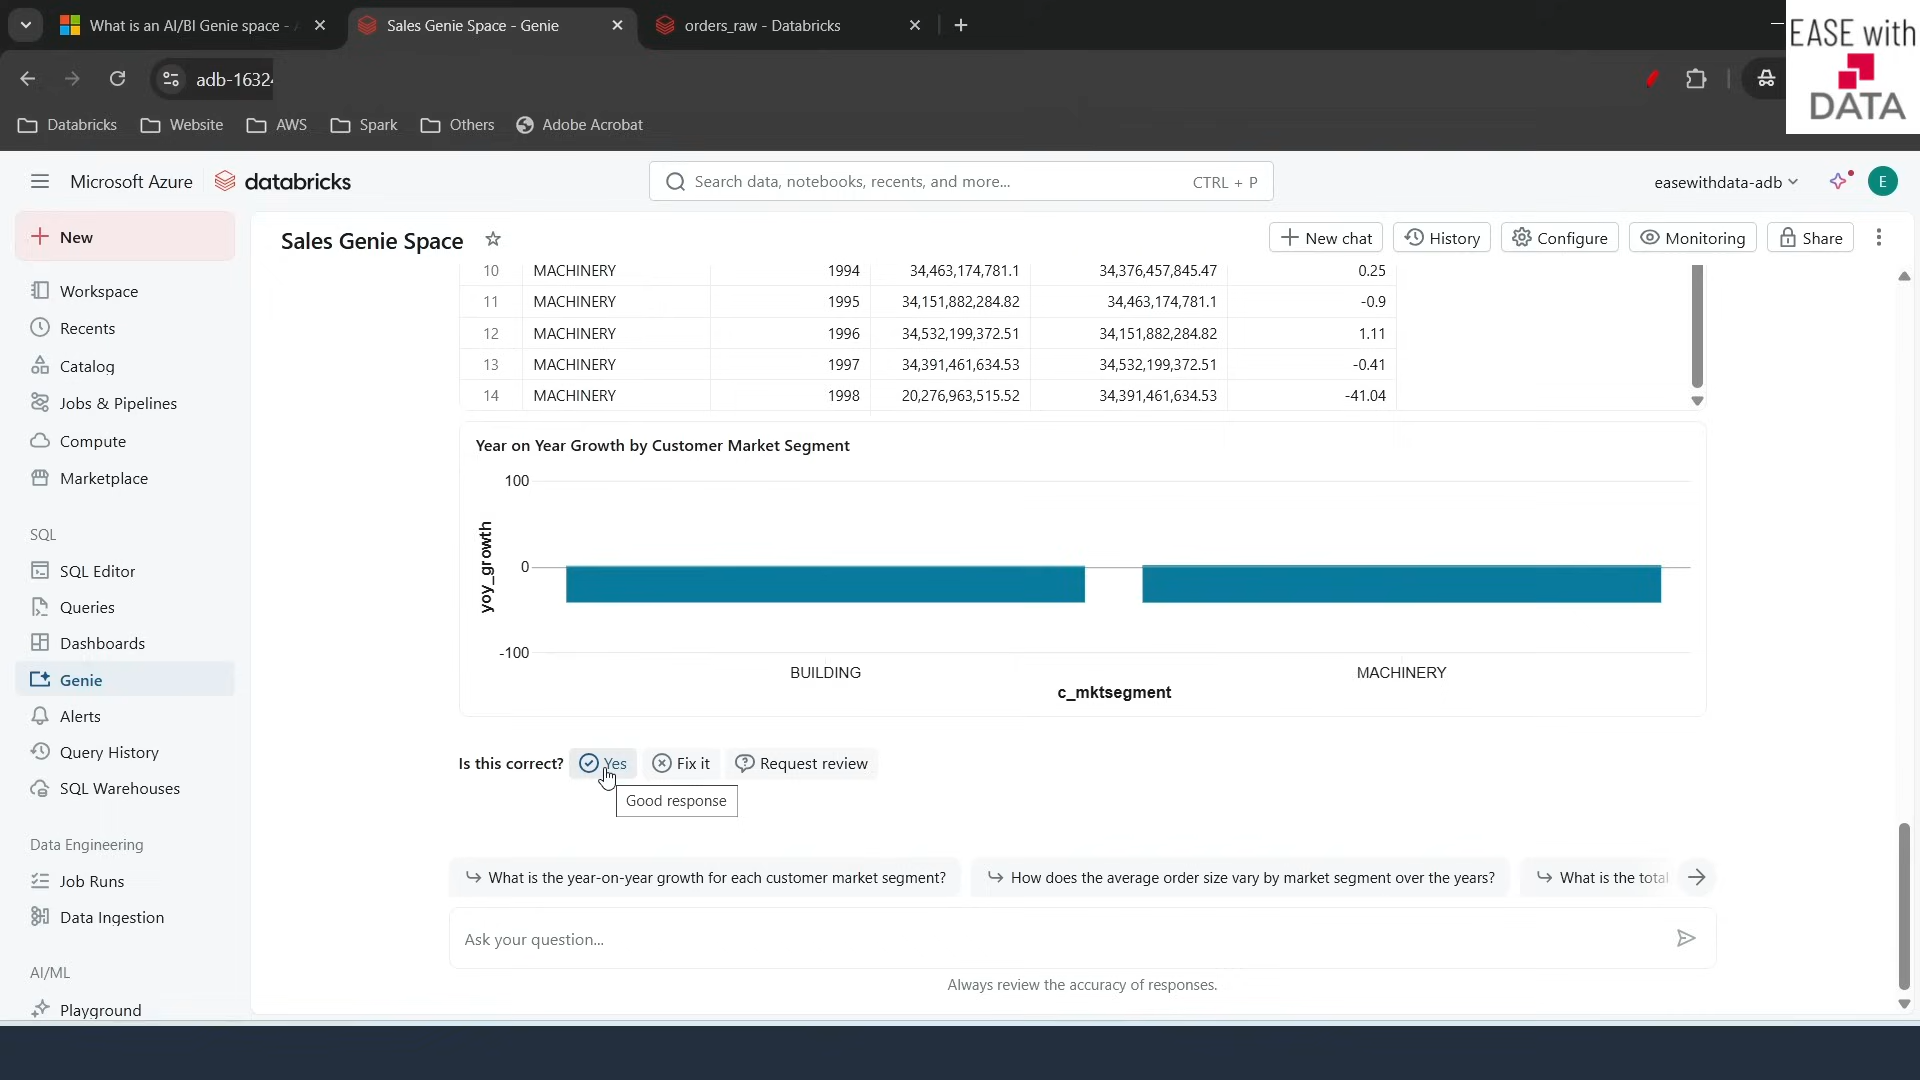 What is an AI/BI Genie space -
Sales Genie Space - Genie
orders_raw - Databricks
EASE with
DATA
adb-1632
Databricks
Website
AWS
Spark
Others
Adobe Acrobat
Microsoft Azure
databricks
Search data, notebooks, recents, and more...
CTRL + P
easewithdata-adb
E
New
Sales Genie Space
New chat
History
Configure
Monitoring
Share
Workspace
Recents
Catalog
Jobs & Pipelines
Compute
Marketplace
SQL
SQL Editor
Queries
Dashboards
Genie
Alerts
Query History
SQL Warehouses
Data Engineering
Job Runs
Data Ingestion
AI/ML
Playground
10 MACHINERY 1994 34,463,174,781.1 34,376,457,845.47 0.25
11 MACHINERY 1995 34,151,882,284.82 34,463,174,781.1 -0.9
12 MACHINERY 1996 34,532,199,372.51 34,151,882,284.82 1.11
13 MACHINERY 1997 34,391,461,634.53 34,532,199,372.51 -0.41
14 MACHINERY 1998 20,276,963,515.52 34,391,461,634.53 -41.04
Year on Year Growth by Customer Market Segment
100
0
-100
yoy_growth
BUILDING
MACHINERY
c_mktsegment
Is this correct?
Yes
Fix it
Request review
Good response
What is the year-on-year growth for each customer market segment?
How does the average order size vary by market segment over the years?
What is the total
Ask your question...
Always review the accuracy of responses.